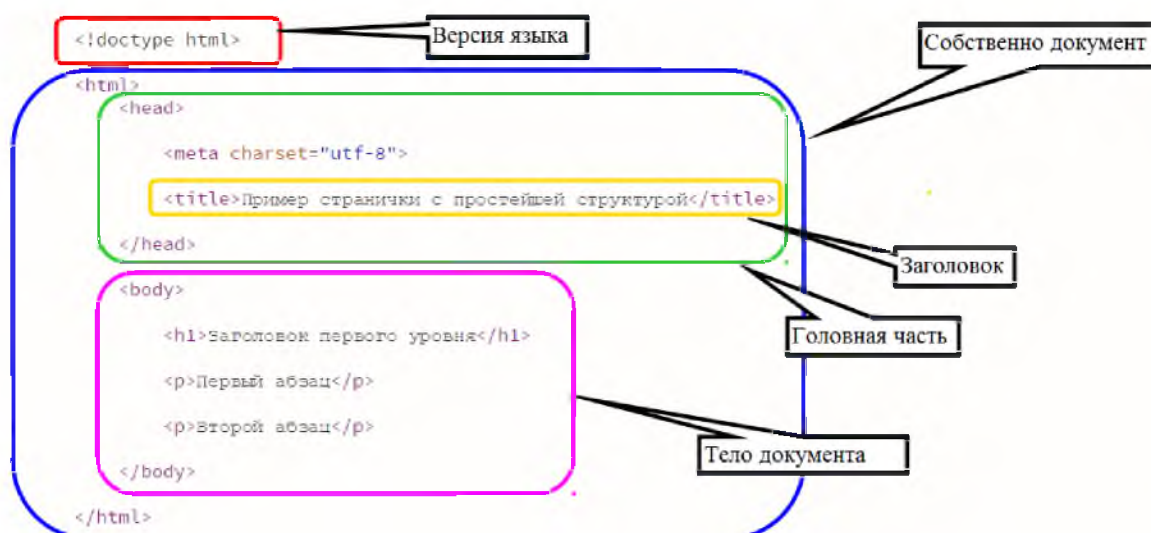 <!doctype html>
Версия языка
Собственно документ
<html>
<head>
<meta charset="utf-8">
<title>Пример странички с простейшей структурой</title>
</head>
Заголовок
<body>
<h1>Заголовок первого уровня</h1>
Головная часть
<p>Первый абзац</p>
<p>Второй абзац</p>
Тело документа
</body>
</html>